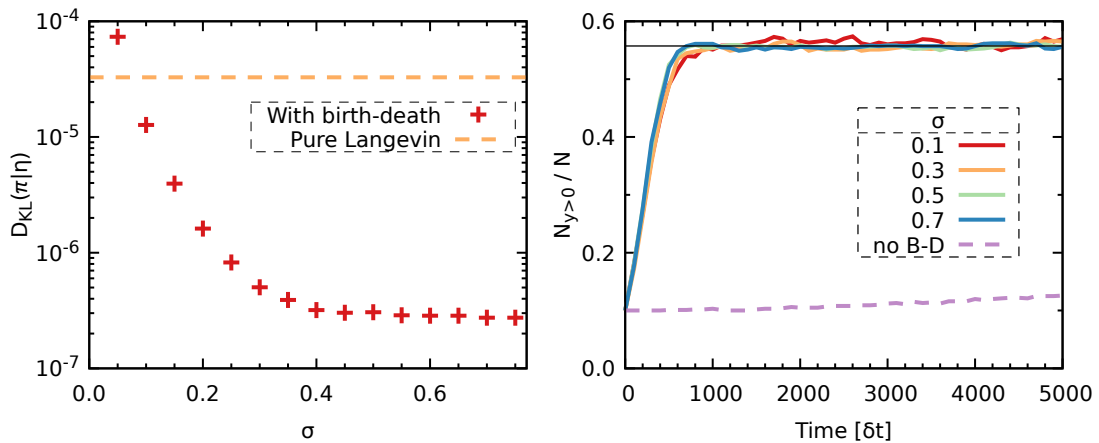 10⁻⁴
10⁻⁵
10⁻⁶
10⁻⁷
D_KL(π|η)
With birth-death
Pure Langevin
0.0 0.2 0.4 0.6
σ
0.6
0.4
0.2
0.0
N_y>0 / N
σ
0.1
0.3
0.5
0.7
no B-D
0 1000 2000 3000 4000 5000
Time [δt]